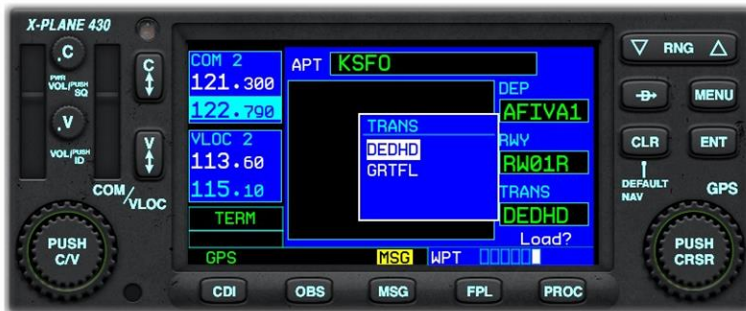 X-PLANE 430
C
PWR
VOL/PUSH
SQ
V
VOL/PUSH
ID
C
V
COM/VLOC
PUSH
C/V
COM 2
121.300
122.790
VLOC 2
113.60
115.10
TERM
GPS
APT KSFO
TRANS
DEDHD
GRTFL
DEP
AFIVA1
RWY
RW01R
TRANS
DEDHD
Load?
MSG WPT
RNG
D
MENU
CLR
ENT
DEFAULT
NAV
GPS
PUSH
CRSR
CDI
OBS
MSG
FPL
PROC